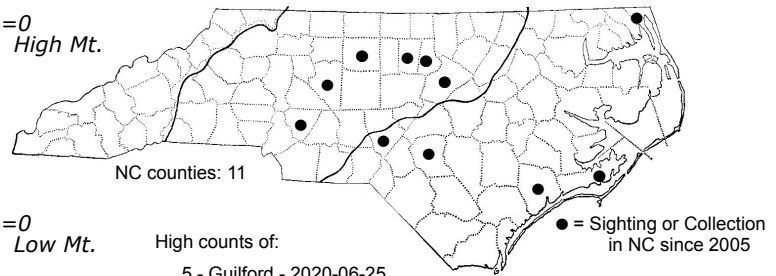 =0
High Mt.
NC counties: 11
=0
Low Mt.
High counts of:
5 - Guilford - 2020-06-25
● = Sighting or Collection
in NC since 2005